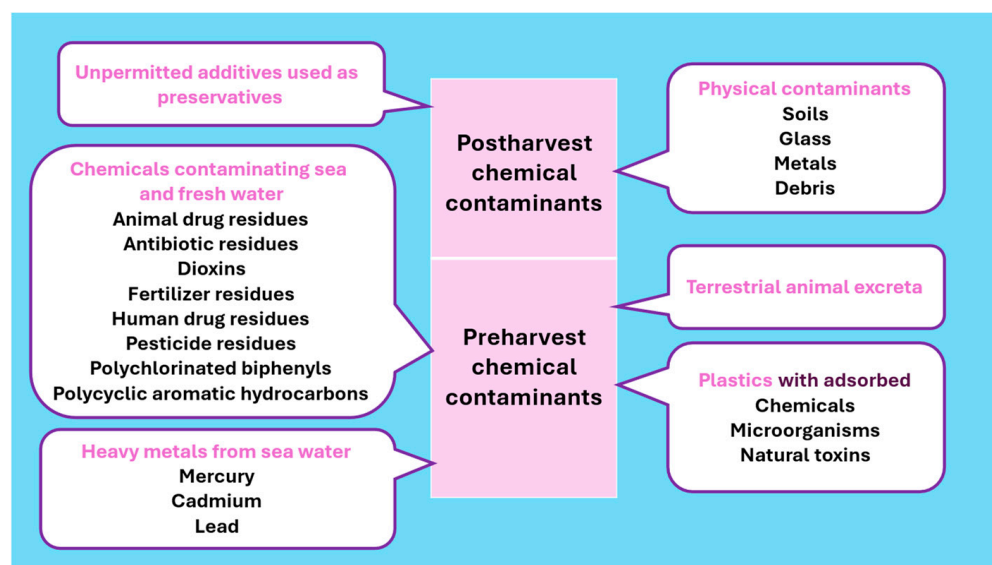 Unpermitted additives used as
preservatives
Chemicals contaminating sea
and fresh water
Animal drug residues
Antibiotic residues
Dioxins
Fertilizer residues
Human drug residues
Pesticide residues
Polychlorinated biphenyls
Polycyclic aromatic hydrocarbons
Heavy metals from sea water
Mercury
Cadmium
Lead
Postharvest
chemical
contaminants
Preharvest
chemical
contaminants
Physical contaminants
Soils
Glass
Metals
Debris
Terrestrial animal excreta
Plastics with adsorbed
Chemicals
Microorganisms
Natural toxins